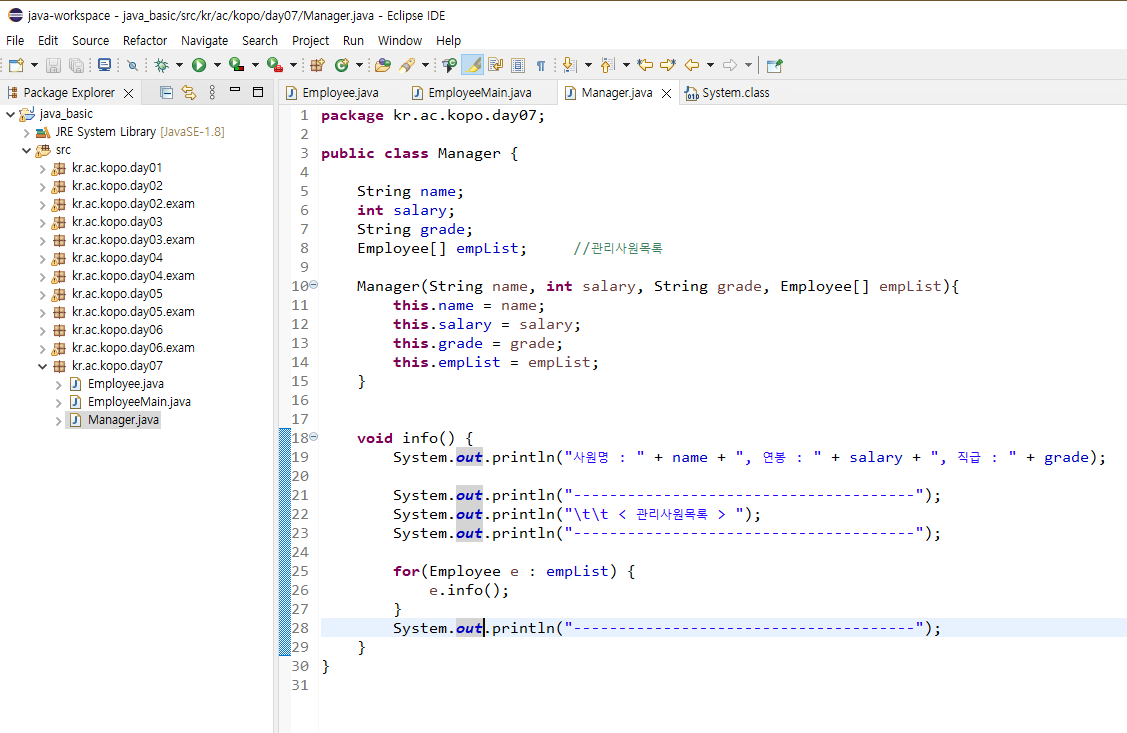 java-workspace - java_basic/src/kr/ac/kopo/day07/Manager.java - Eclipse IDE
File Edit Source Refactor Navigate Search Project Run Window Help
Package Explorer
java_basic
JRE System Library [JavaSE-1.8]
src
kr.ac.kopo.day01
kr.ac.kopo.day02
kr.ac.kopo.day02.exam
kr.ac.kopo.day03
kr.ac.kopo.day03.exam
kr.ac.kopo.day04
kr.ac.kopo.day04.exam
kr.ac.kopo.day05
kr.ac.kopo.day05.exam
kr.ac.kopo.day06
kr.ac.kopo.day06.exam
kr.ac.kopo.day07
Employee.java
EmployeeMain.java
Manager.java
Employee.java EmployeeMain.java Manager.java System.class
1 package kr.ac.kopo.day07;
2
3 public class Manager {
4
5     String name;
6     int salary;
7     String grade;
8     Employee[] empList;     //관리사원목록
9
10     Manager(String name, int salary, String grade, Employee[] empList){
11         this.name = name;
12         this.salary = salary;
13         this.grade = grade;
14         this.empList = empList;
15     }
16
17
18     void info() {
19         System.out.println("사원명 : " + name + ", 연봉 : " + salary + ", 직급 : " + grade);
20
21         System.out.println("--------------------------------------");
22         System.out.println("\t\t < 관리사원목록 > ");
23         System.out.println("--------------------------------------");
24
25         for(Employee e : empList) {
26             e.info();
27         }
28         System.out.println("--------------------------------------");
29     }
30 }
31